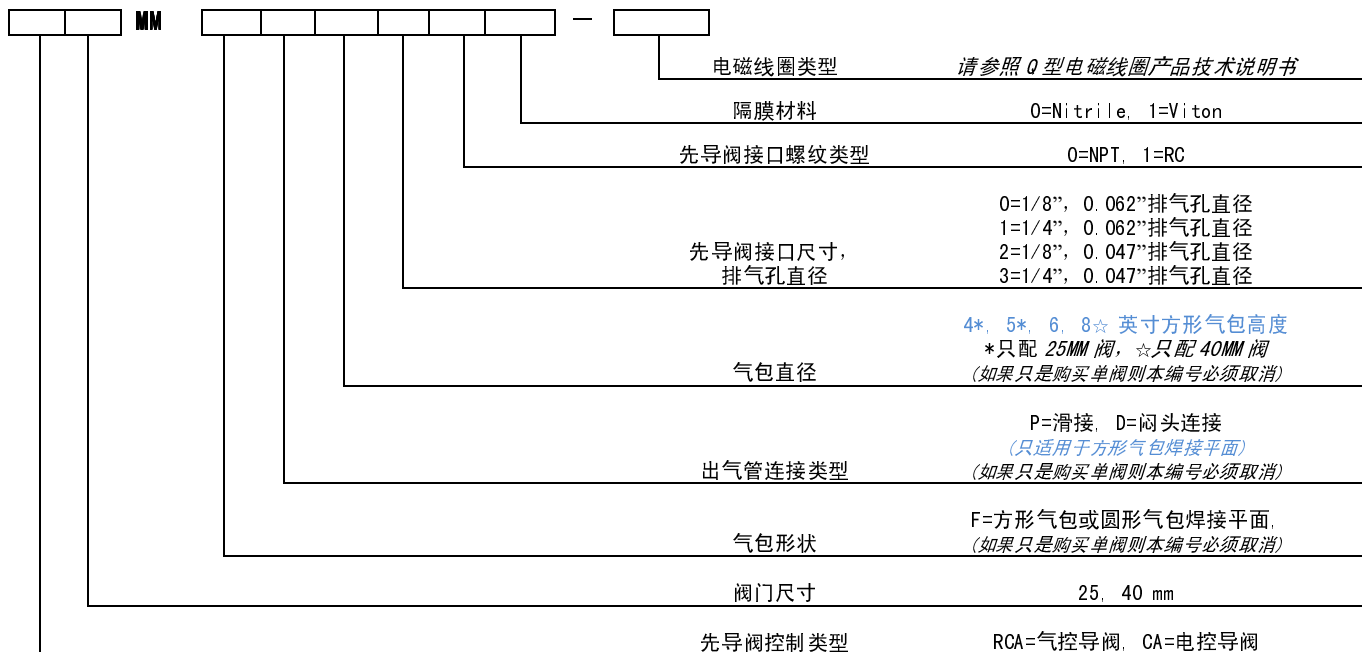 MM —
电磁线圈类型 请参照 Q 型电磁线圈产品技术说明书
隔膜材料 0=Nitrile, 1=Viton
先导阀接口螺纹类型 0=NPT, 1=RC
0=1/8”, 0.062”排气孔直径
1=1/4”, 0.062”排气孔直径
先导阀接口尺寸, 2=1/8”, 0.047”排气孔直径
排气孔直径 3=1/4”, 0.047”排气孔直径
4*, 5*, 6, 8☆ 英寸方形气包高度
*只配 25MM 阀, ☆只配 40MM 阀
气包直径 (如果只是购买单阀则本编号必须取消)
P=滑接, D=闷头连接
(只适用于方形气包焊接平面)
出气管连接类型 (如果只是购买单阀则本编号必须取消)
F=方形气包或圆形气包焊接平面,
气包形状 (如果只是购买单阀则本编号必须取消)
阀门尺寸 25, 40 mm
先导阀控制类型 RCA=气控导阀, CA=电控导阀